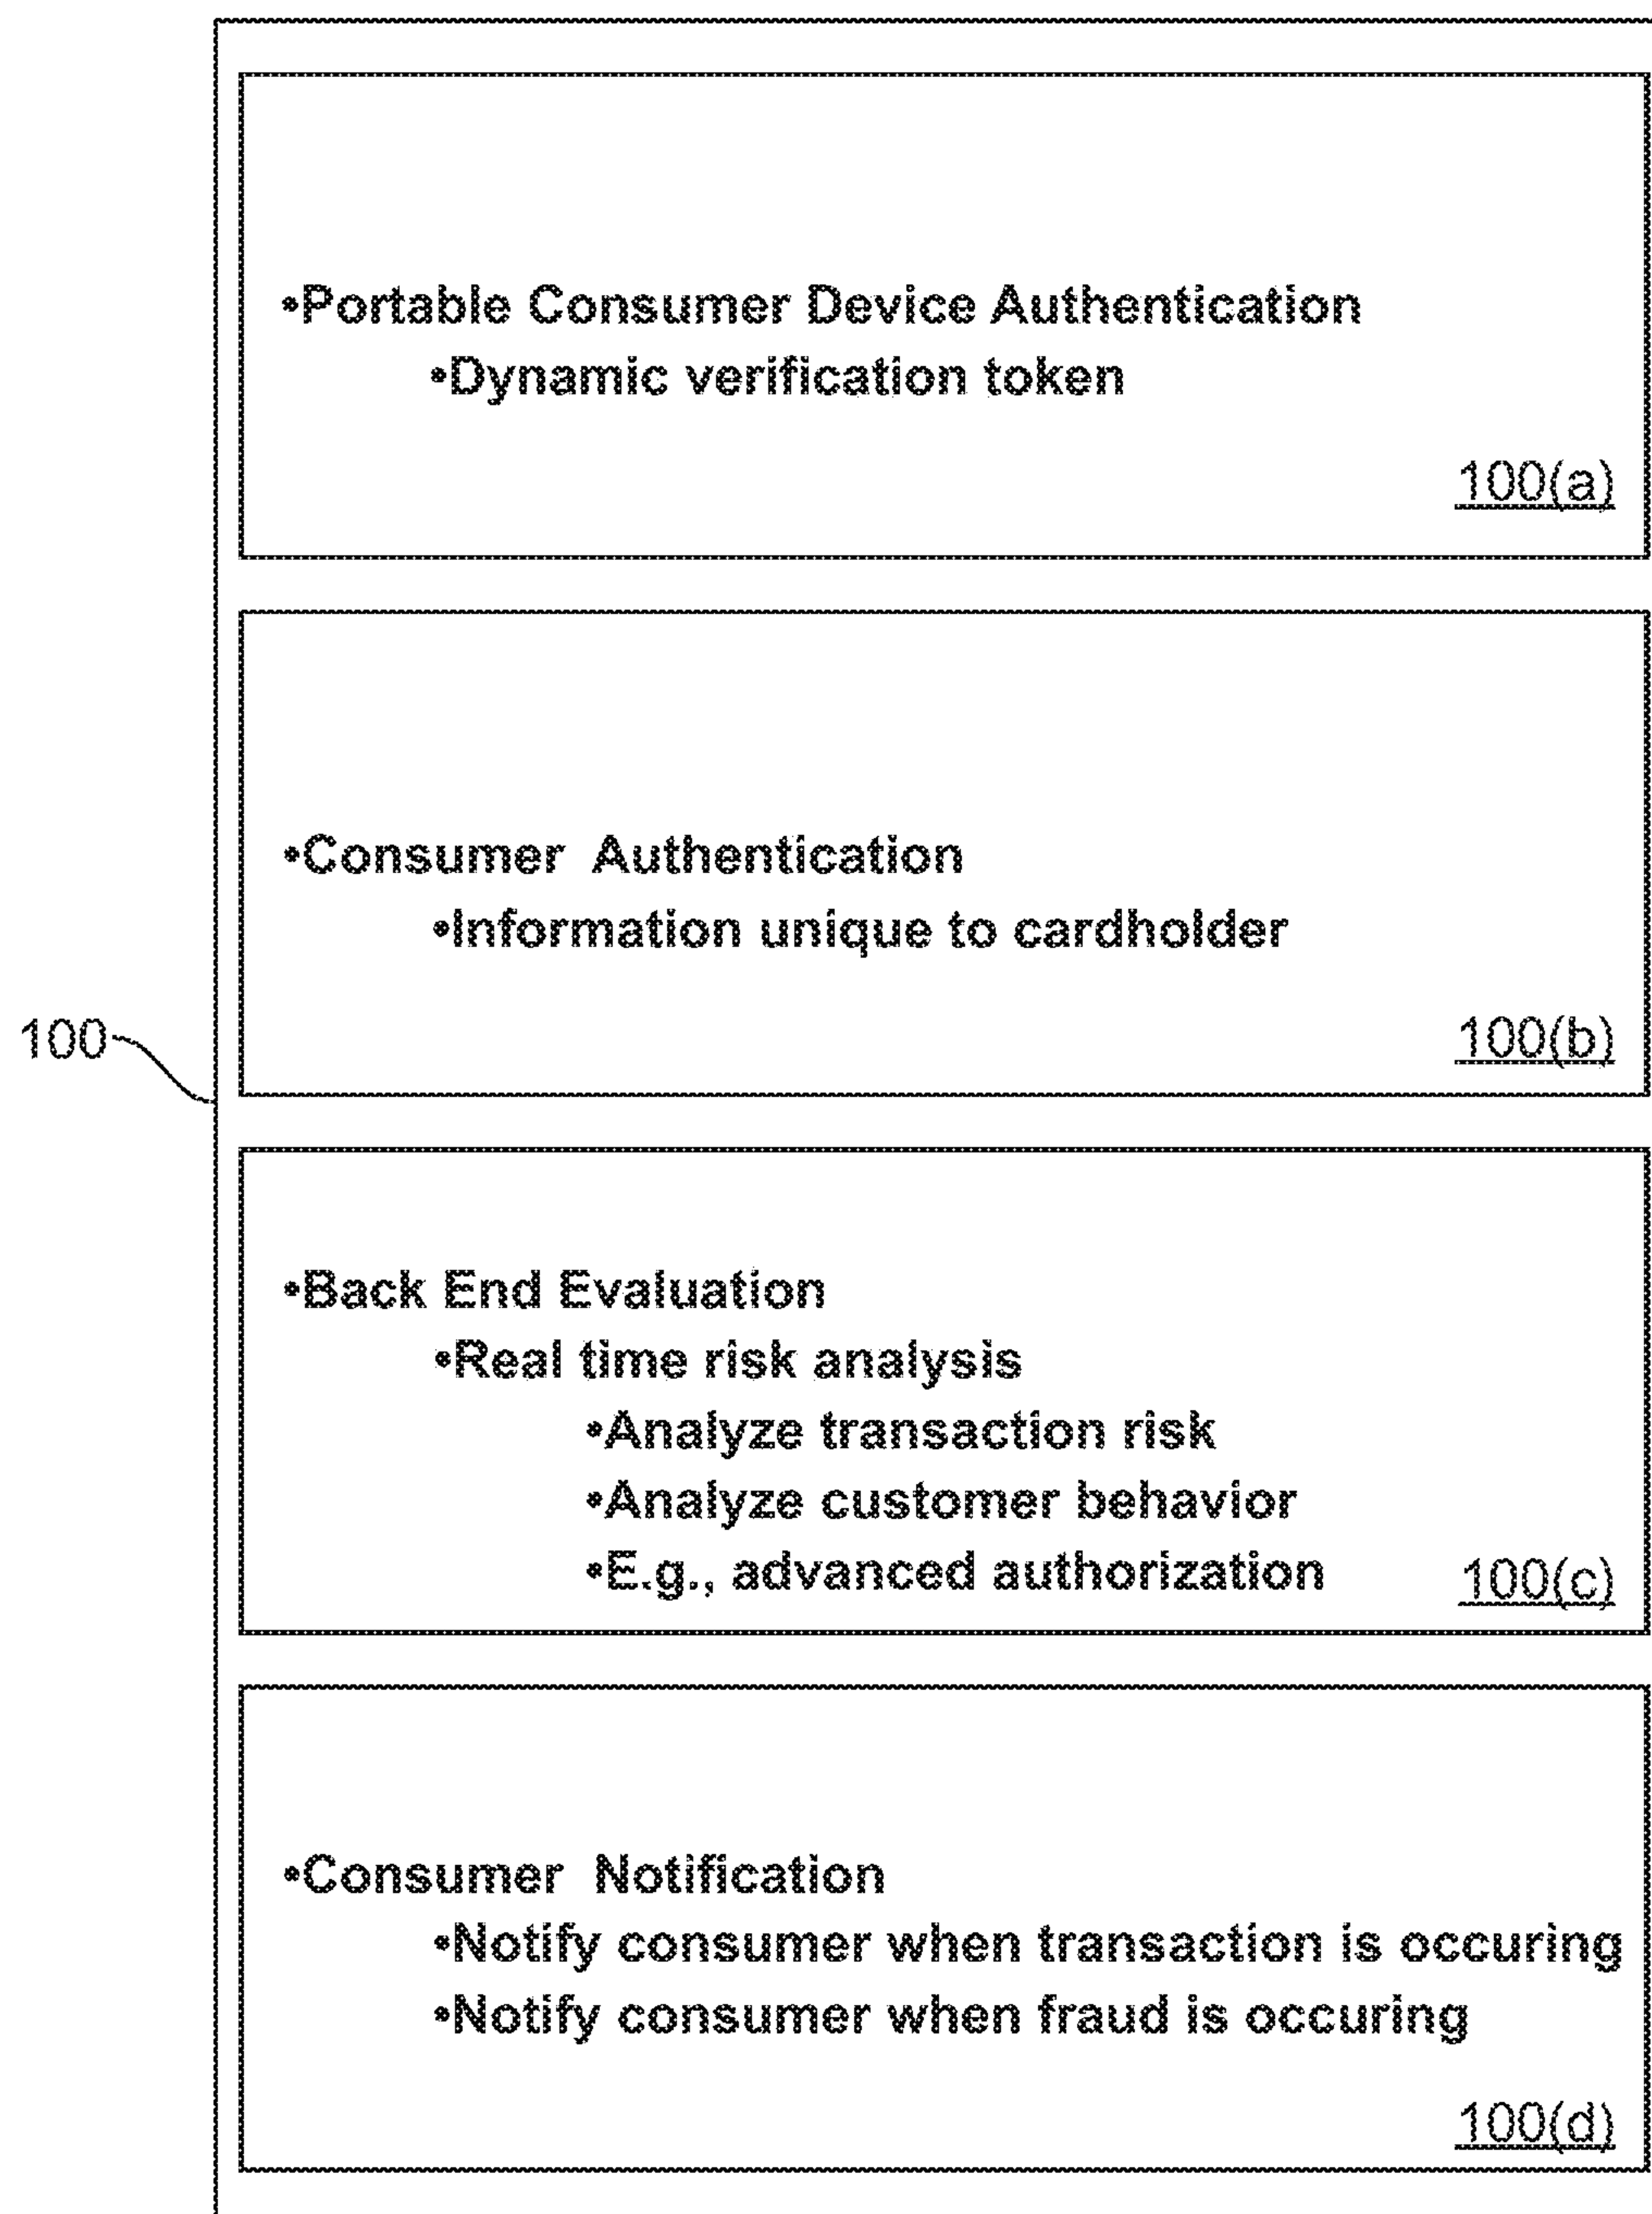 •Portable Consumer Device Authentication
•Dynamic verification token
100(a)
•Consumer Authentication
•Information unique to cardholder
100
100(b)
•Back End Evaluation
•Real time risk analysis
•Analyze transaction risk
•Analyze customer behavior
•E.g., advanced authorization 100(c)
•Consumer Notification
•Notify consumer when transaction is occuring
•Notify consumer when fraud is occuring
100(d)